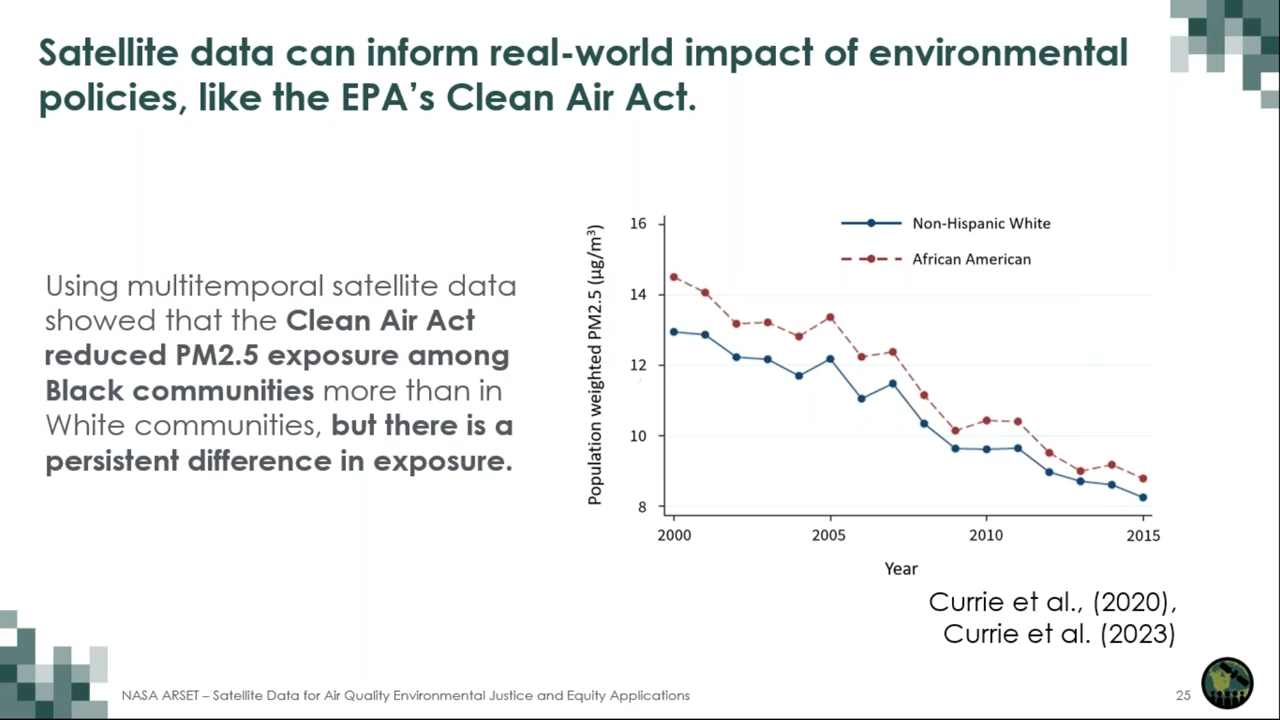 Satellite data can inform real-world impact of environmental
policies, like the EPA’s Clean Air Act.
Using multitemporal satellite data
showed that the Clean Air Act
reduced PM2.5 exposure among
Black communities more than in
White communities, but there is a
persistent difference in exposure.
Population weighted PM2.5 (µg/m³)
16
14
12
10
8
Non-Hispanic White
African American
2000 2005 2010 2015
Year
Currie et al., (2020),
Currie et al. (2023)
NASA ARSET – Satellite Data for Air Quality Environmental Justice and Equity Applications
25